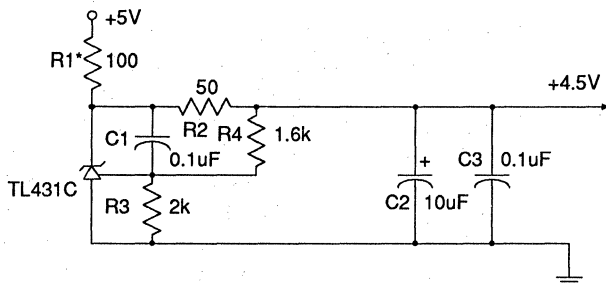 +5V
R1* 100
50
+4.5V
R2
C1
0.1uF
R4
1.6k
TL431C
R3
2k
+
C2
10uF
C3
0.1uF